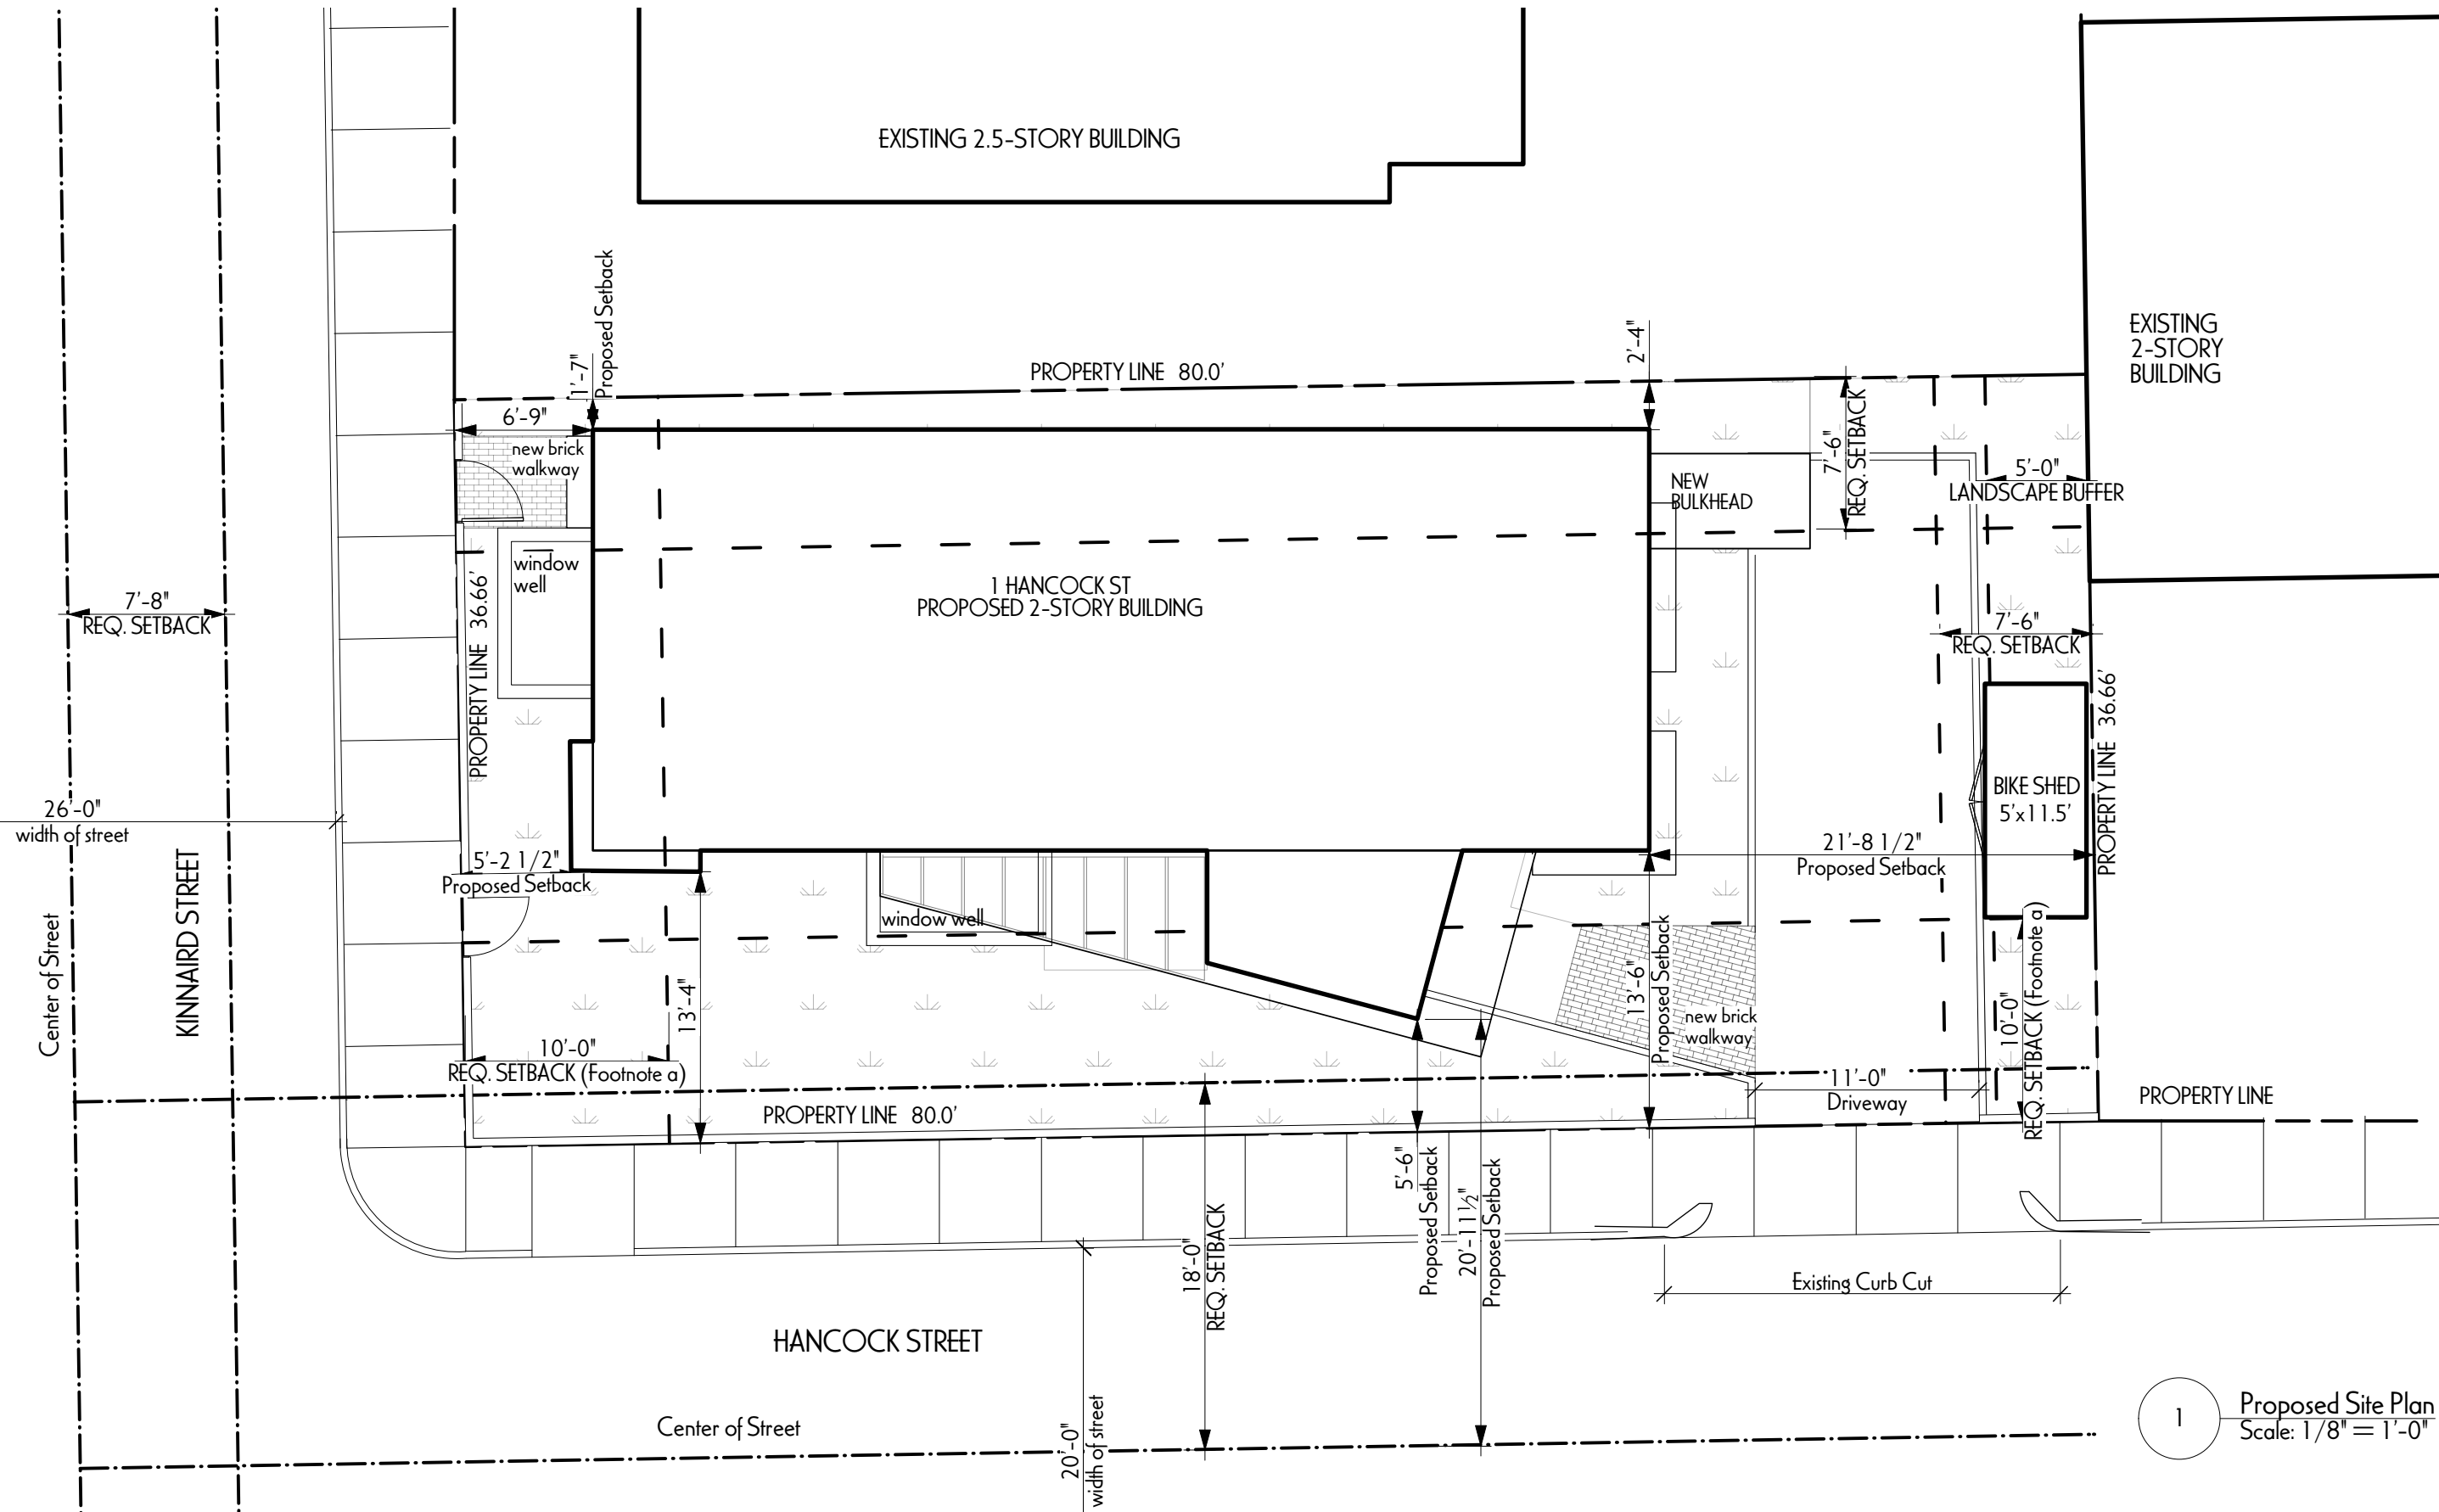 EXISTING 2.5-STORY BUILDING
1'-7"
Proposed Setback
2'-4"
PROPERTY LINE 80.0'
EXISTING
2-STORY
BUILDING
6'-9"
new brick
walkway
NEW
BULKHEAD
7'-6"
REQ. SETBACK
5'-0"
LANDSCAPE BUFFER
window
well
1 HANCOCK ST
PROPOSED 2-STORY BUILDING
7'-8"
REQ. SETBACK
PROPERTY LINE 36.66'
7'-6"
REQ. SETBACK
PROPERTY LINE 36.66'
BIKE SHED
5'x11.5'
26'-0"
width of street
5'-2 1/2"
Proposed Setback
21'-8 1/2"
Proposed Setback
window well
Center of Street
KINNAIRD STREET
13'-4"
13'-6"
Proposed Setback
new brick
walkway
10'-0"
REQ. SETBACK (Footnote a)
10'-0"
REQ. SETBACK (Footnote a)
11'-0"
Driveway
PROPERTY LINE 80.0'
PROPERTY LINE
5'-6"
Proposed Setback
20'-11½"
Proposed Setback
18'-0"
REQ. SETBACK
Existing Curb Cut
HANCOCK STREET
Center of Street
20'-0"
width of street
1
Proposed Site Plan
Scale: 1/8" = 1'-0"